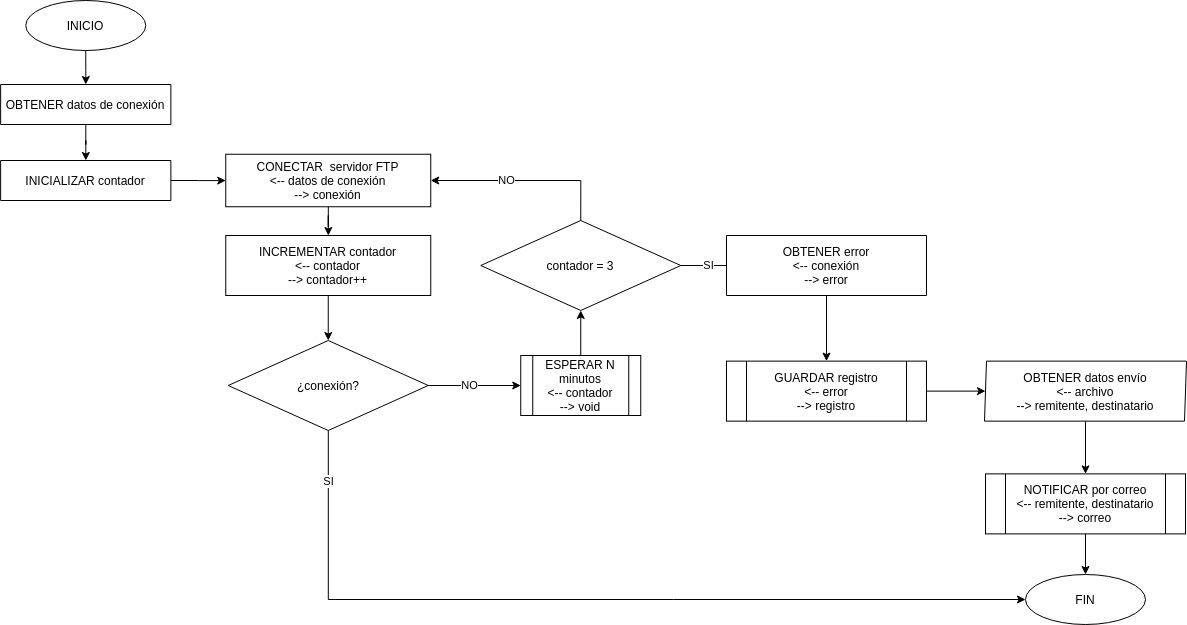 INICIO
OBTENER datos de conexión
INICIALIZAR contador
CONECTAR  servidor FTP
<-- datos de conexión
--> conexión
INCREMENTAR contador
<-- contador
--> contador++
¿conexión?
NO
SI
ESPERAR N
minutos
<-- contador
--> void
contador = 3
NO
SI
OBTENER error
<-- conexión
--> error
GUARDAR registro
<-- error
--> registro
OBTENER datos envío
<-- archivo
--> remitente, destinatario
NOTIFICAR por correo
<-- remitente, destinatario
--> correo
FIN